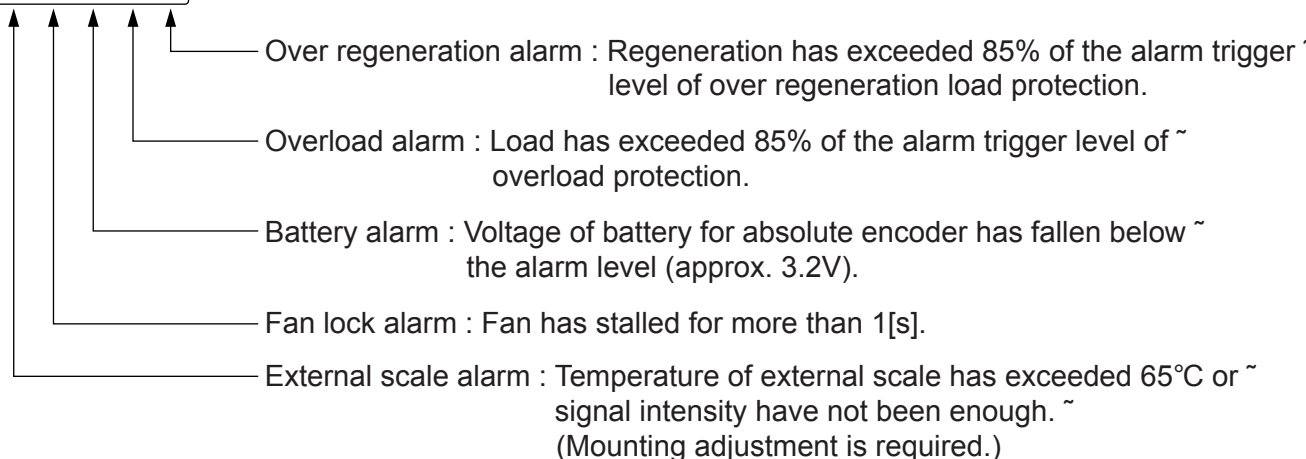 Over regeneration alarm : Regeneration has exceeded 85% of the alarm trigger ˜
level of over regeneration load protection.
Overload alarm : Load has exceeded 85% of the alarm trigger level of ˜
overload protection.
Battery alarm : Voltage of battery for absolute encoder has fallen below ˜
the alarm level (approx. 3.2V).
Fan lock alarm : Fan has stalled for more than 1[s].
External scale alarm : Temperature of external scale has exceeded 65℃ or ˜
signal intensity have not been enough. ˜
(Mounting adjustment is required.)